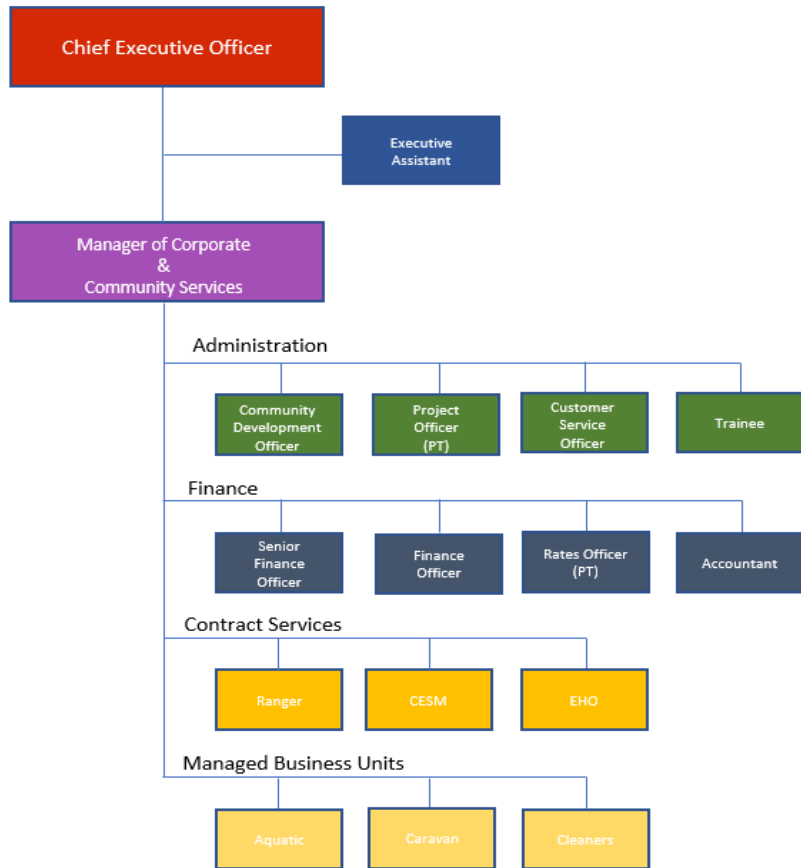 Chief Executive Officer
Executive
Assistant
Manager of Corporate
&
Community Services
Administration
Community
Development
Officer
Project
Officer
(PT)
Customer
Service
Officer
Trainee
Finance
Senior
Finance
Officer
Finance
Officer
Rates Officer
(PT)
Accountant
Contract Services
Ranger
CESM
EHO
Managed Business Units
Aquatic
Caravan
Cleaners